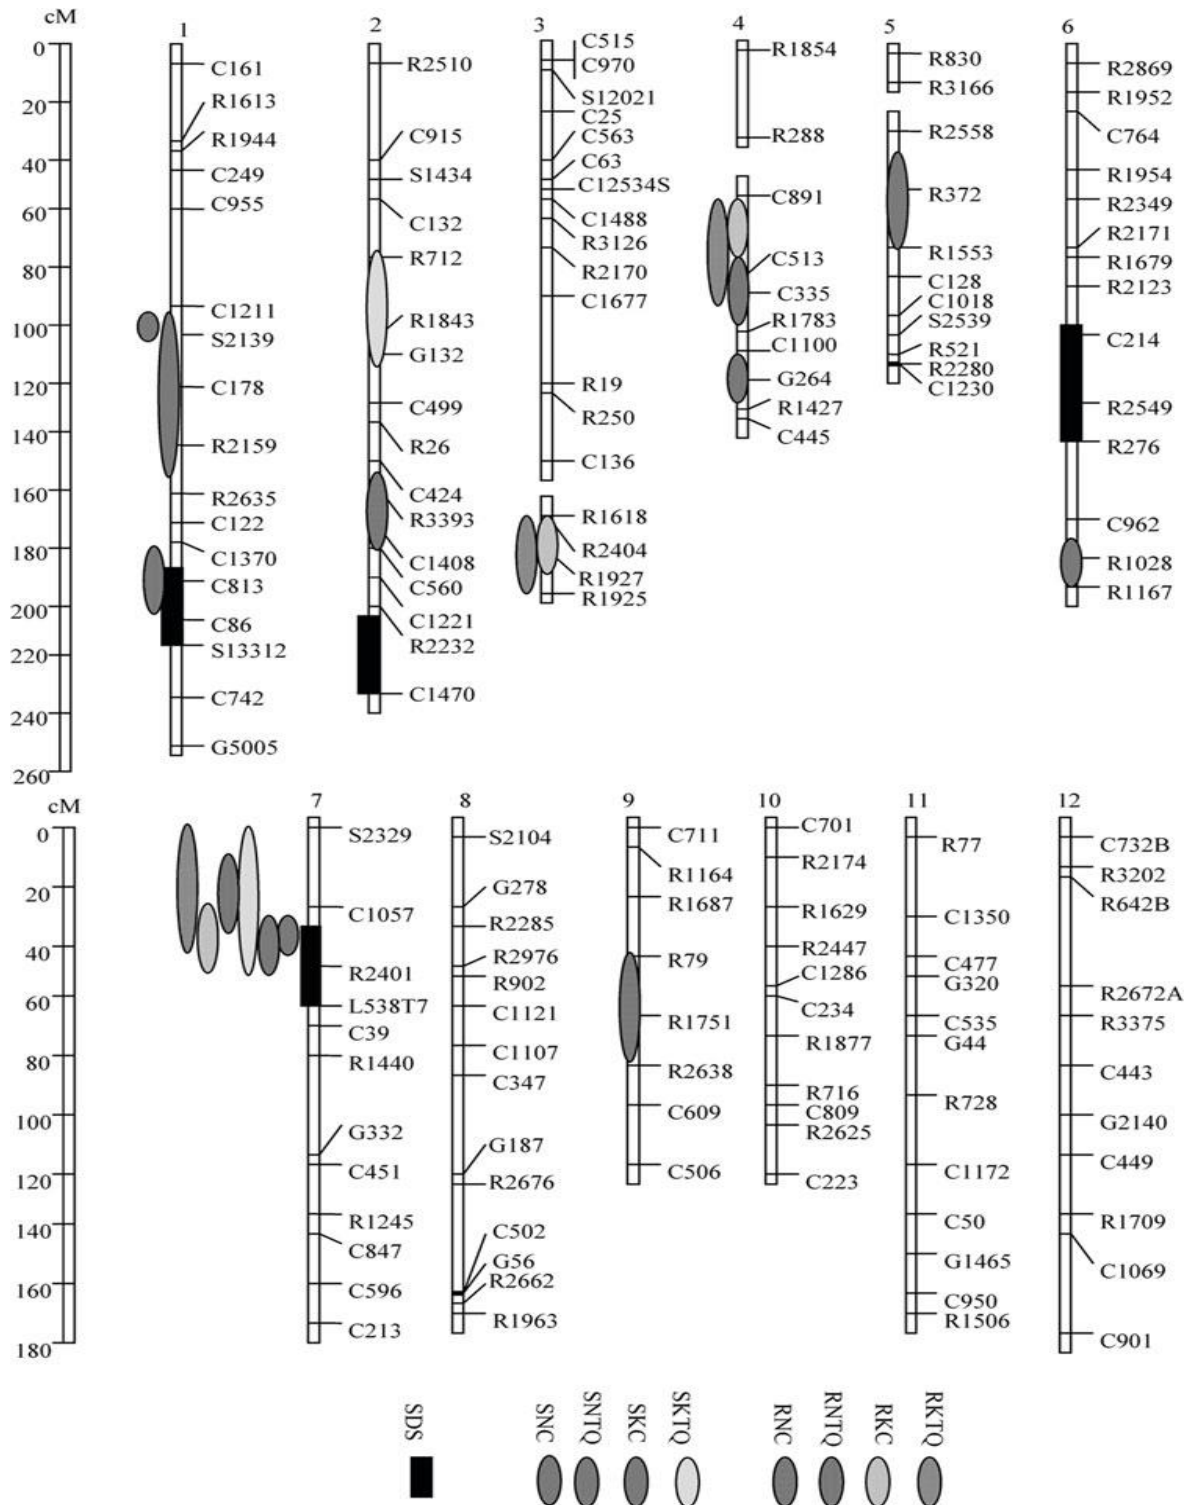 cM
0
20
40
60
80
100
120
140
160
180
200
220
240
260
1
C161
R1613
R1944
C249
C955
C1211
S2139
C178
R2159
R2635
C122
C1370
C813
C86
S13312
C742
G5005
2
R2510
C915
S1434
C132
R712
R1843
G132
C499
R26
C424
R3393
C1408
C560
C1221
R2232
C1470
3
C515
C970
S12021
C25
C563
C63
C12534S
C1488
R3126
R2170
C1677
R19
R250
C136
R1618
R2404
R1927
R1925
4
R1854
R288
C891
C513
C335
R1783
C1100
G264
R1427
C445
5
R830
R3166
R2558
R372
R1553
C128
C1018
S2539
R521
R2280
C1230
6
R2869
R1952
C764
R1954
R2349
R2171
R1679
R2123
C214
R2549
R276
C962
R1028
R1167
cM
0
20
40
60
80
100
120
140
160
180
7
S2329
C1057
R2401
L538T7
C39
R1440
G332
C451
R1245
C847
C596
C213
8
S2104
G278
R2285
R2976
R902
C1121
C1107
C347
G187
R2676
C502
G56
R2662
R1963
9
C711
R1164
R1687
R79
R1751
R2638
C609
C506
10
C701
R2174
R1629
R2447
C1286
C234
R1877
R716
C809
R2625
C223
11
R77
C1350
C477
G320
C535
G44
R728
C1172
C50
G1465
C950
R1506
12
C732B
R3202
R642B
R2672A
R3375
C443
G2140
C449
R1709
C1069
C901
SDS
SNC
SNTQ
SKC
SKTQ
RNC
RNTQ
RKC
RKTQ